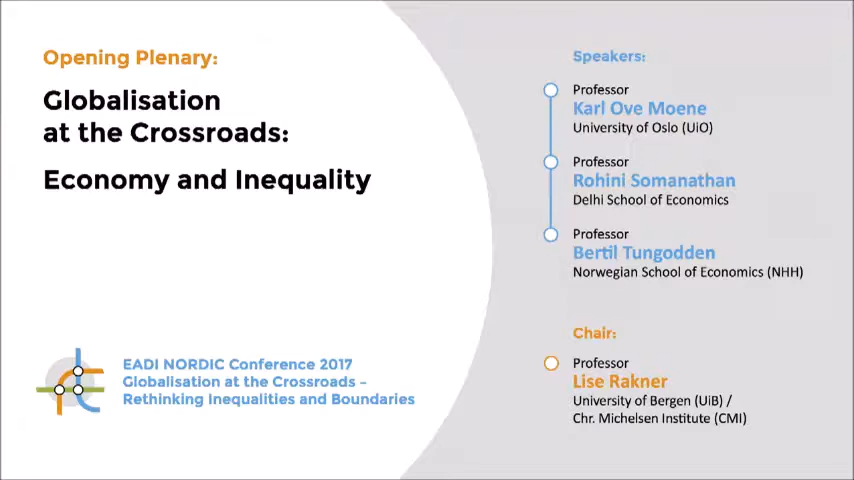 Opening Plenary:
Globalisation
at the Crossroads:
Economy and Inequality
EADI NORDIC Conference 2017
Globalisation at the Crossroads –
Rethinking Inequalities and Boundaries
Speakers:
Professor
Karl Ove Moene
University of Oslo (UiO)
Professor
Rohini Somanathan
Delhi School of Economics
Professor
Bertil Tungodden
Norwegian School of Economics (NHH)
Chair:
Professor
Lise Rakner
University of Bergen (UiB) /
Chr. Michelsen Institute (CMI)